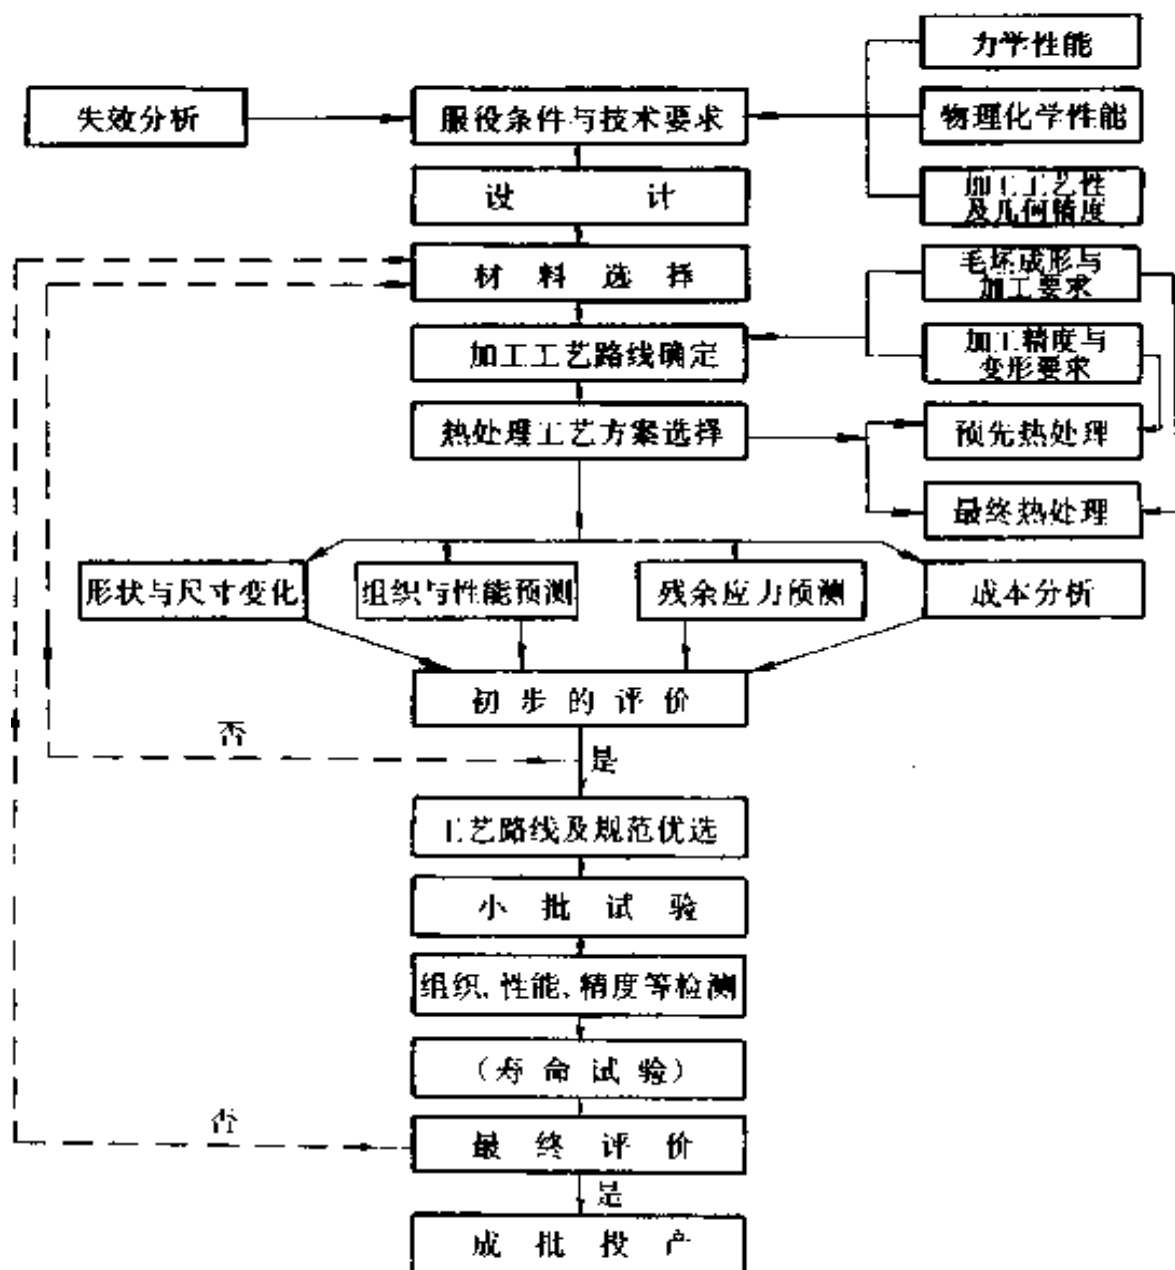 力学性能
失效分析
服役条件与技术要求
物理化学性能
设 计
加工工艺性
及几何精度
材 料 选 择
毛坯成形与
加工要求
加工工艺路线确定
加工精度与
变形要求
热处理工艺方案选择
预先热处理
最终热处理
形状与尺寸变化
组织与性能预测
残余应力预测
成本分析
初 步 的 评 价
否
是
工艺路线及规范优选
小 批 试 验
组织、性能、精度等检测
(寿 命 试 验)
否
最 终 评 价
是
成 批 投 产